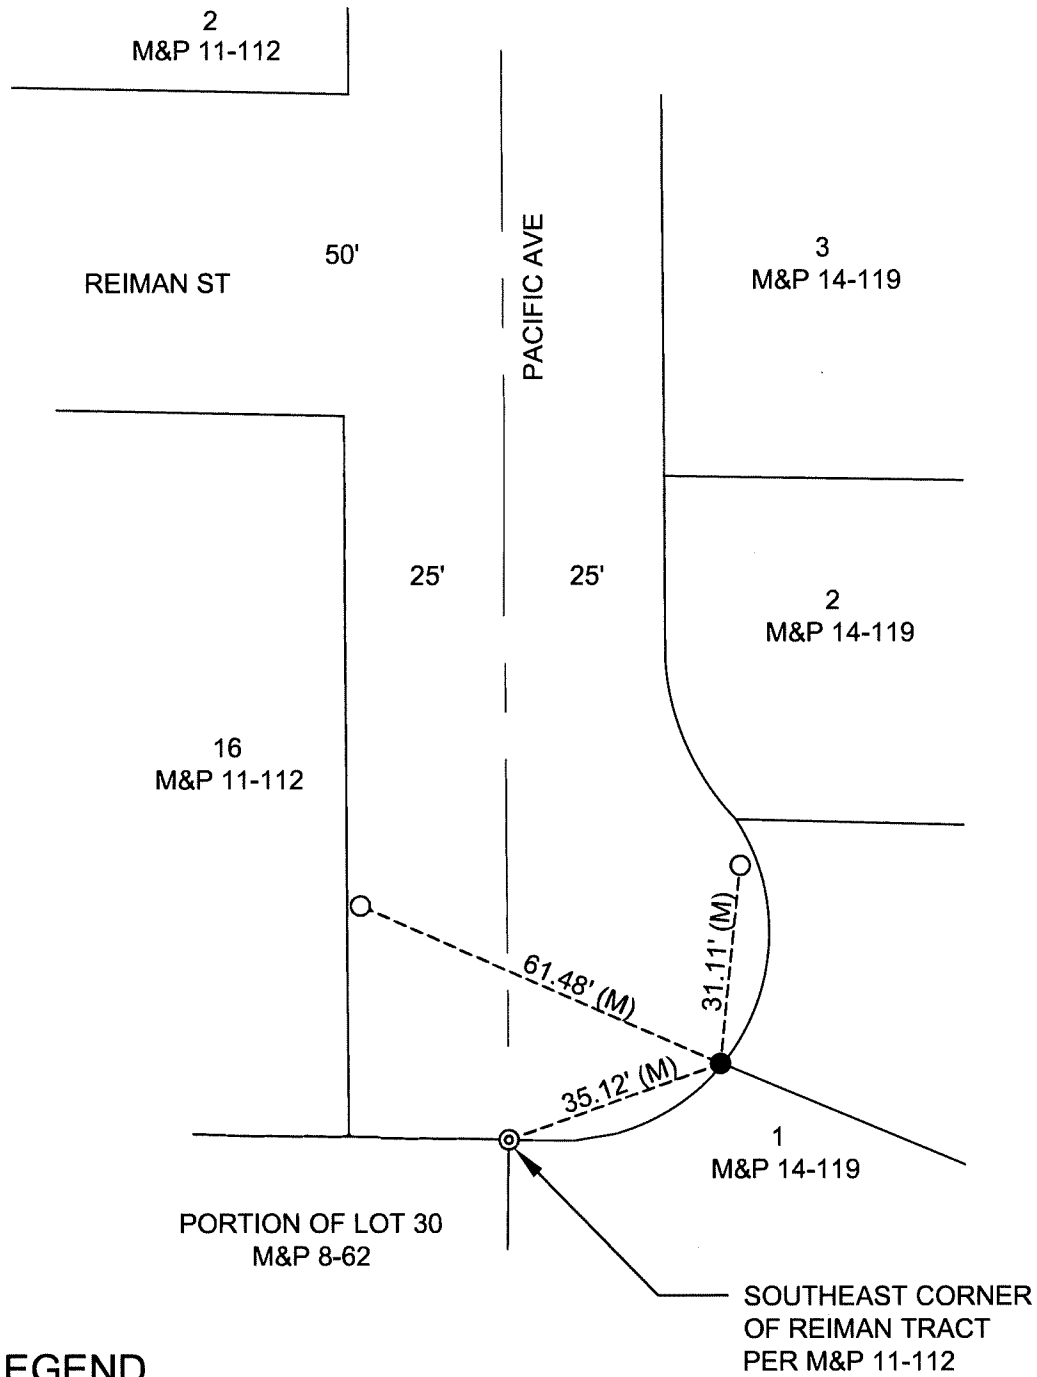 2
M&P 11-112
50'
REIMAN ST
PACIFIC AVE
3
M&P 14-119
25'
25'
2
M&P 14-119
16
M&P 11-112
61.48' (M)
31.11' (M)
35.12' (M)
1
M&P 14-119
PORTION OF LOT 30
M&P 8-62
SOUTHEAST CORNER
OF REIMAN TRACT
PER M&P 11-112
EGEND